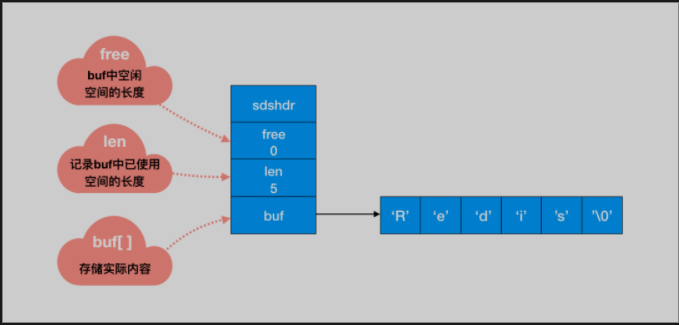 free
buf中空闲
空间的长度
len
记录buf中已使用
空间的长度
buf[ ]
存储实际内容
sdshdr
free
0
len
5
buf
‘R’ ‘e’ ‘d’ ‘i’ ’s’ ’\0’